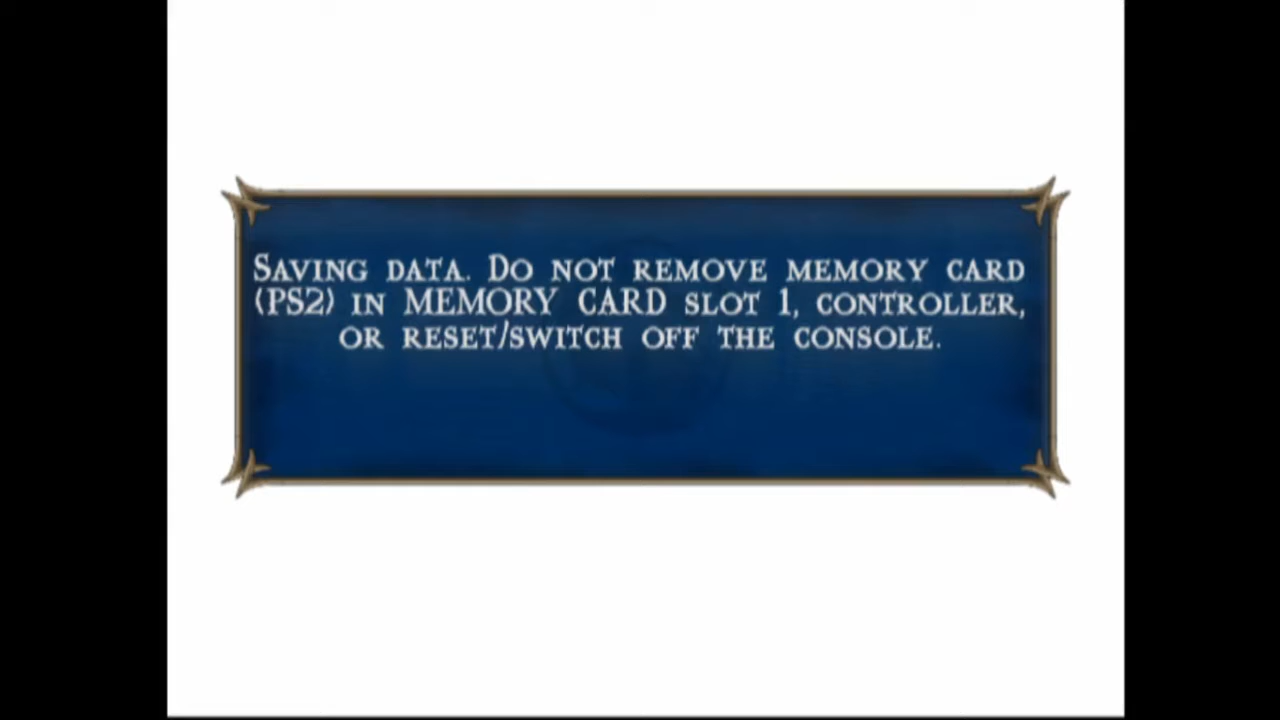 Saving data. Do not remove memory card
(PS2) in MEMORY CARD slot 1, controller,
or reset/switch off the console.